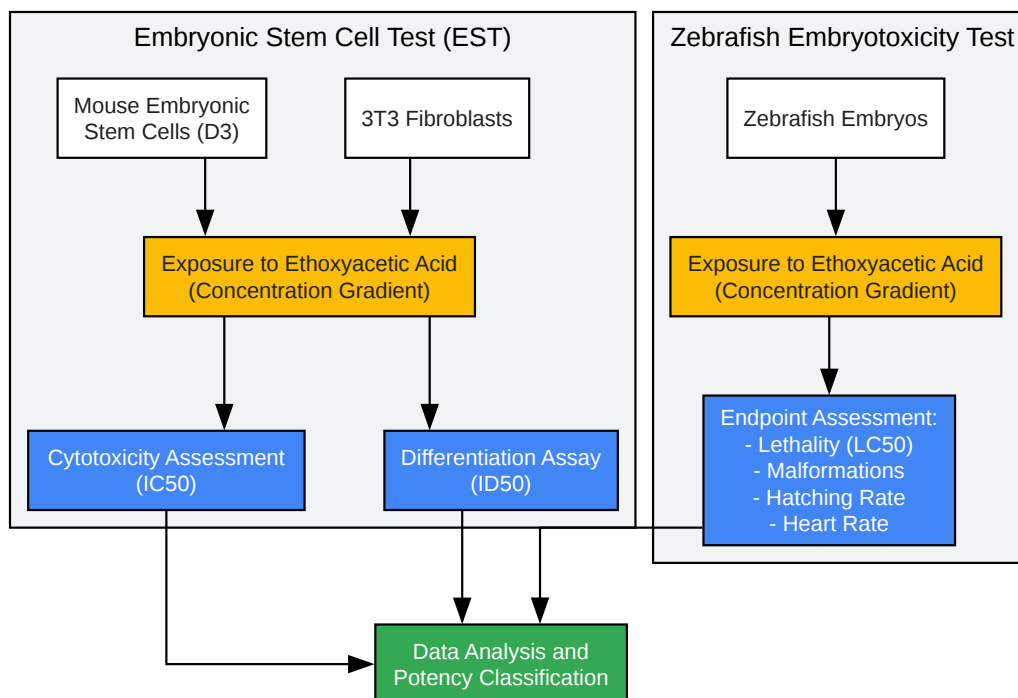 Embryonic Stem Cell Test (EST)
Mouse Embryonic
Stem Cells (D3)
3T3 Fibroblasts
Exposure to Ethoxyacetic Acid
(Concentration Gradient)
Cytotoxicity Assessment
(IC50)
Differentiation Assay
(ID50)
Zebrafish Embryotoxicity Test
Zebrafish Embryos
Exposure to Ethoxyacetic Acid
(Concentration Gradient)
Endpoint Assessment:
- Lethality (LC50)
- Malformations
- Hatching Rate
- Heart Rate
Data Analysis and
Potency Classification